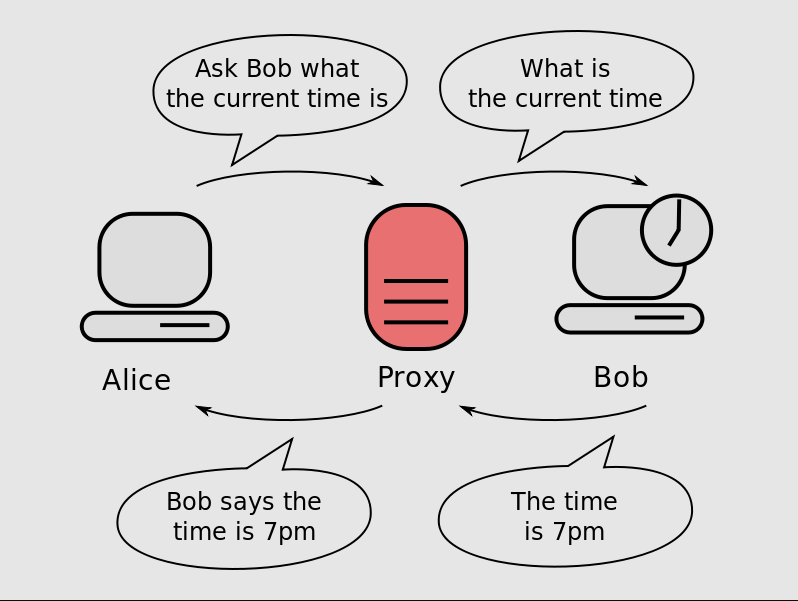 Ask Bob what
the current time is
What is
the current time
Alice
Proxy
Bob
Bob says the
time is 7pm
The time
is 7pm